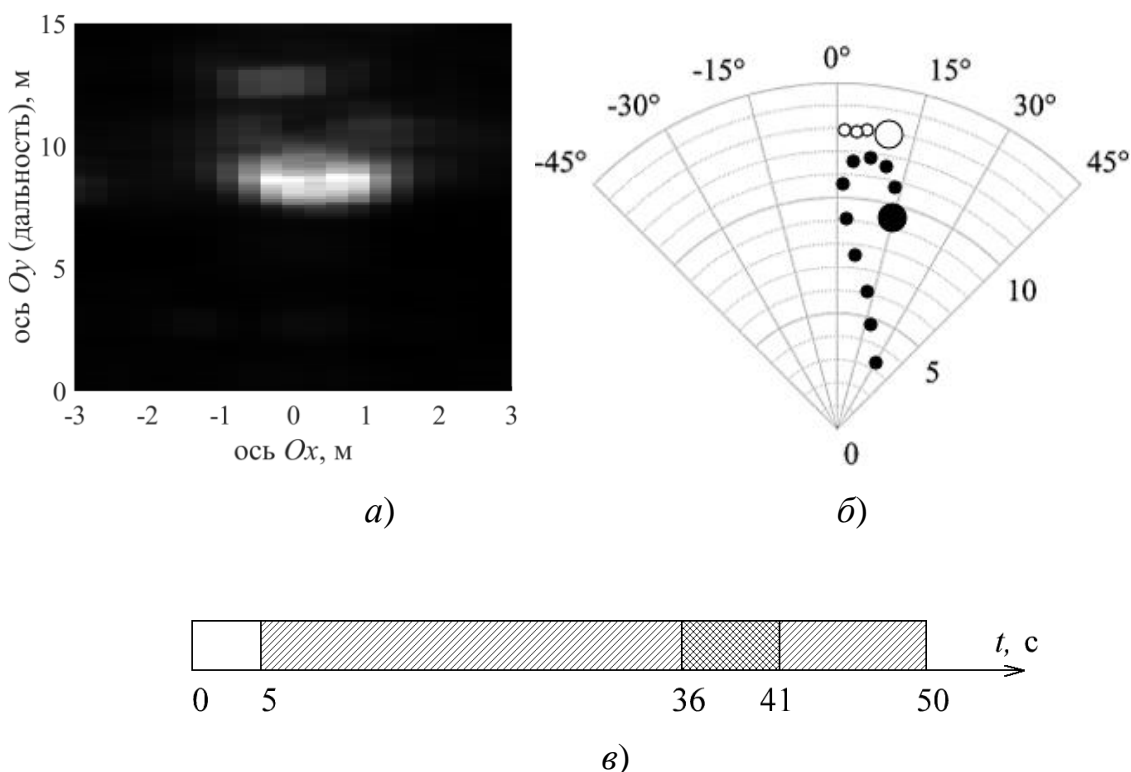 15
10
5
0
-3 -2 -1 0 1 2 3
ось Oy (дальность), м
ось Ox, м
а)
-45° -30° -15° 0° 15° 30° 45°
10
5
0
б)
t, с
0 5 36 41 50
в)